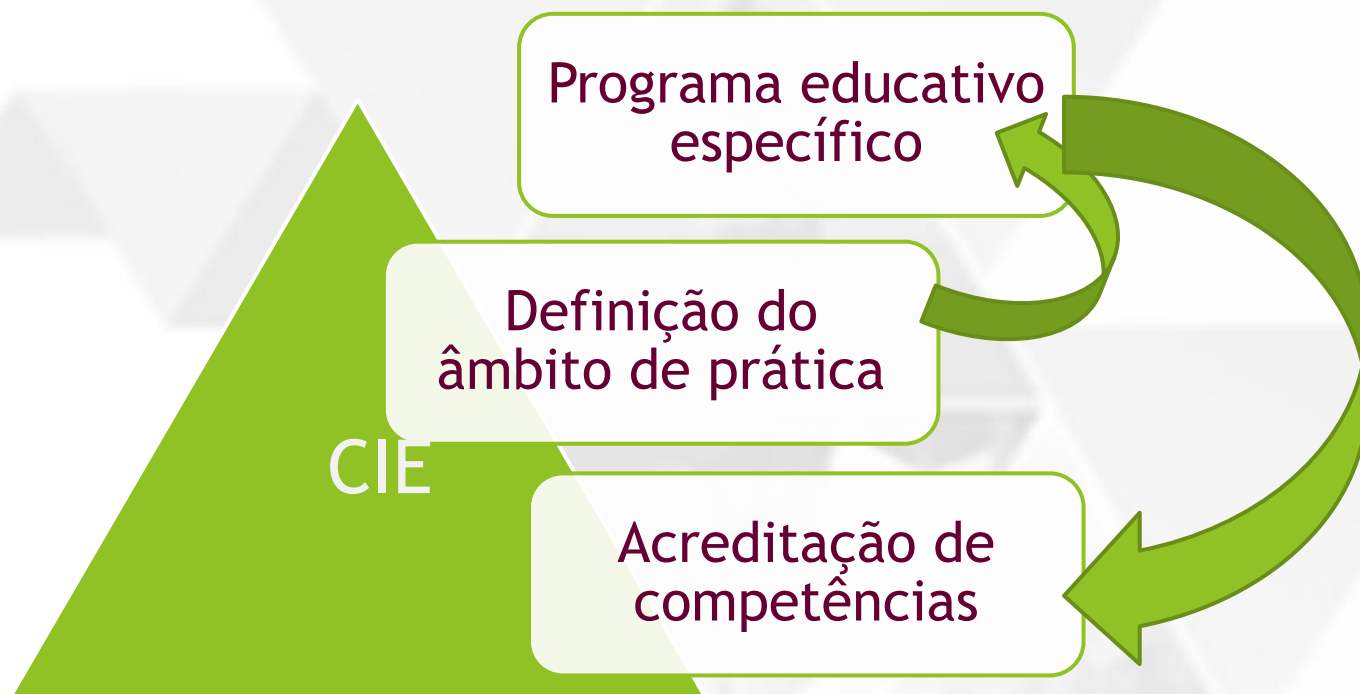 Programa educativo
específico
Definição do
âmbito de prática
CIE
Acreditação de
competências